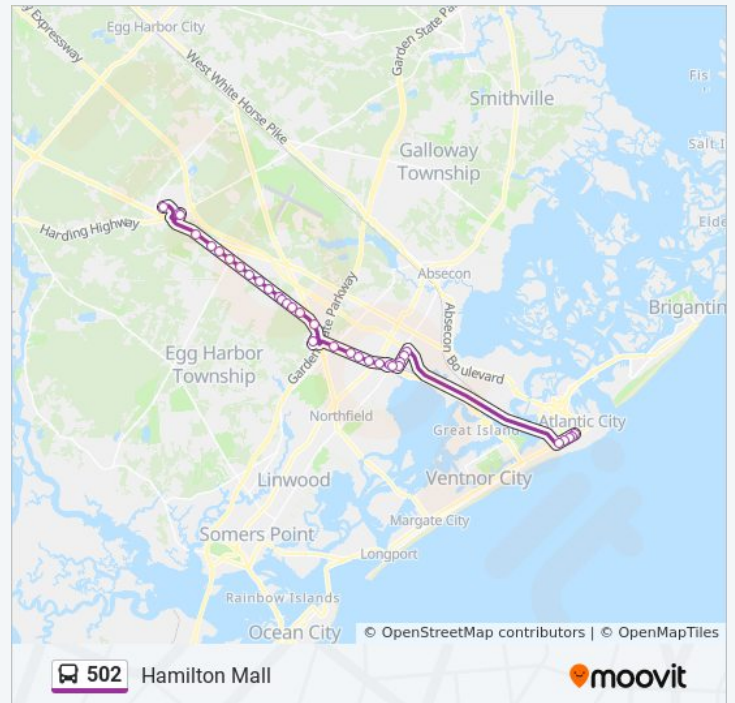 Egg Harbor City
y Expressway
Garden State Pa
West White Horse Pike
Fis
Smithville
Salt I
Galloway
Township
Elde
Harding Highway
Absecon
Brigantin
Garden State Parkway
Absecon Boulevard
Egg Harbor
Township
Northfield
Great Island
Atlantic City
Linwood
Ventnor City
Margate City
Somers Point
Longport
Rainbow Islands
Ocean City
© OpenStreetMap contributors | © OpenMapTiles
502 Hamilton Mall
moovit